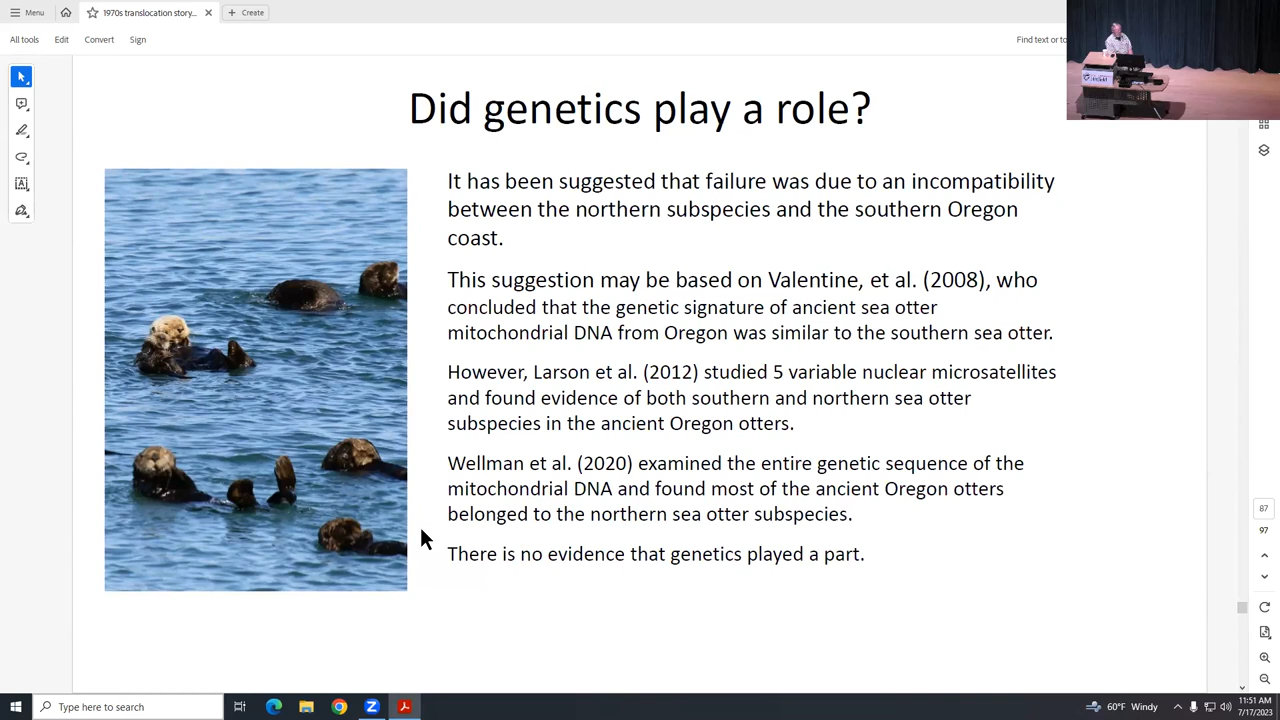 Menu
1970s translocation story...
Create
All tools
Edit
Convert
Sign
Find text or to
Did genetics play a role?
It has been suggested that failure was due to an incompatibility
between the northern subspecies and the southern Oregon
coast.
This suggestion may be based on Valentine, et al. (2008), who
concluded that the genetic signature of ancient sea otter
mitochondrial DNA from Oregon was similar to the southern sea otter.
However, Larson et al. (2012) studied 5 variable nuclear microsatellites
and found evidence of both southern and northern sea otter
subspecies in the ancient Oregon otters.
Wellman et al. (2020) examined the entire genetic sequence of the
mitochondrial DNA and found most of the ancient Oregon otters
belonged to the northern sea otter subspecies.
There is no evidence that genetics played a part.
87
97
Type here to search
60°F Windy
11:51 AM
7/17/2023